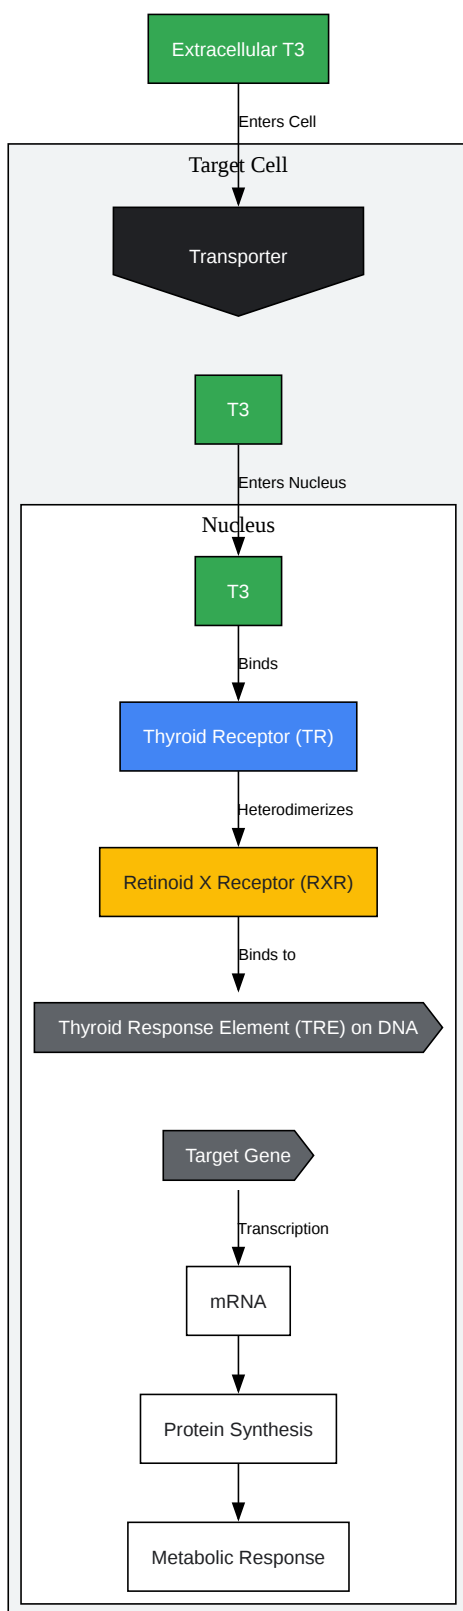 Extracellular T3
Enters Cell
Target Cell
Transporter
T3
Enters Nucleus
Nucleus
T3
Binds
Thyroid Receptor (TR)
Heterodimerizes
Retinoid X Receptor (RXR)
Binds to
Thyroid Response Element (TRE) on DNA
Target Gene
Transcription
mRNA
Protein Synthesis
Metabolic Response